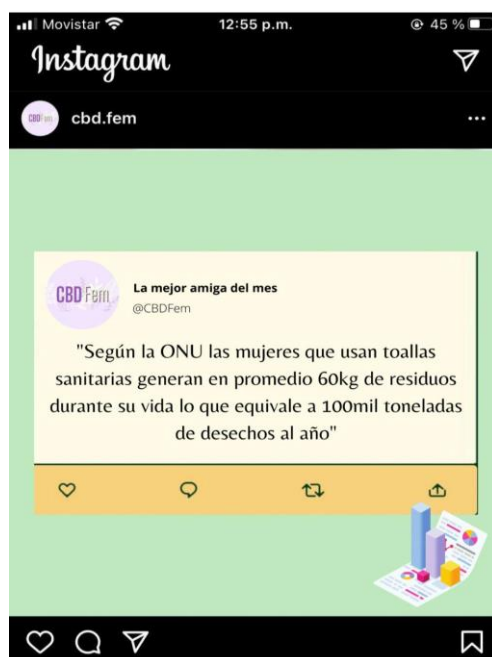 Movistar 12:55 p.m. 45 %
Instagram
cbd.fem
CBD Fem
La mejor amiga del mes
@CBDFem
"Según la ONU las mujeres que usan toallas
sanitarias generan en promedio 60kg de residuos
durante su vida lo que equivale a 100mil toneladas
de desechos al año"